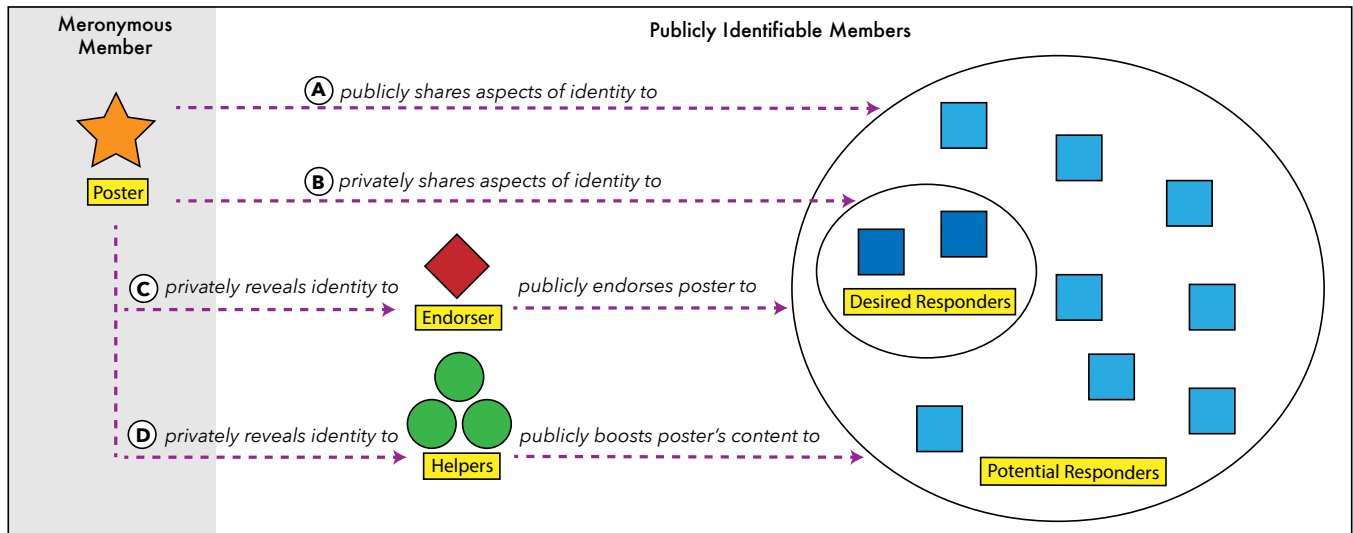 Meronymous
Member
Publicly Identifiable Members
A publicly shares aspects of identity to
Poster
B privately shares aspects of identity to
C privately reveals identity to
Endorser
publicly endorses poster to
Desired Responders
D privately reveals identity to
Helpers
publicly boosts poster's content to
Potential Responders